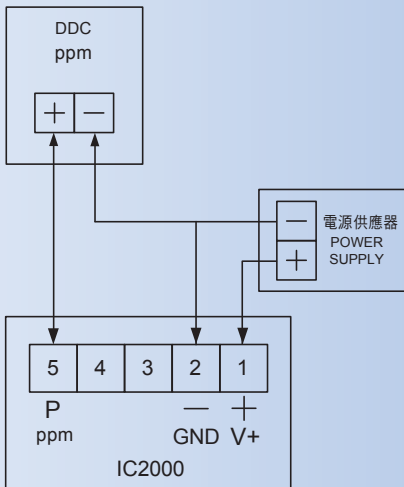 DDC
ppm
+ −
− 電源供應器
POWER
+ SUPPLY
5 4 3 2 1
P − +
ppm GND V+
IC2000